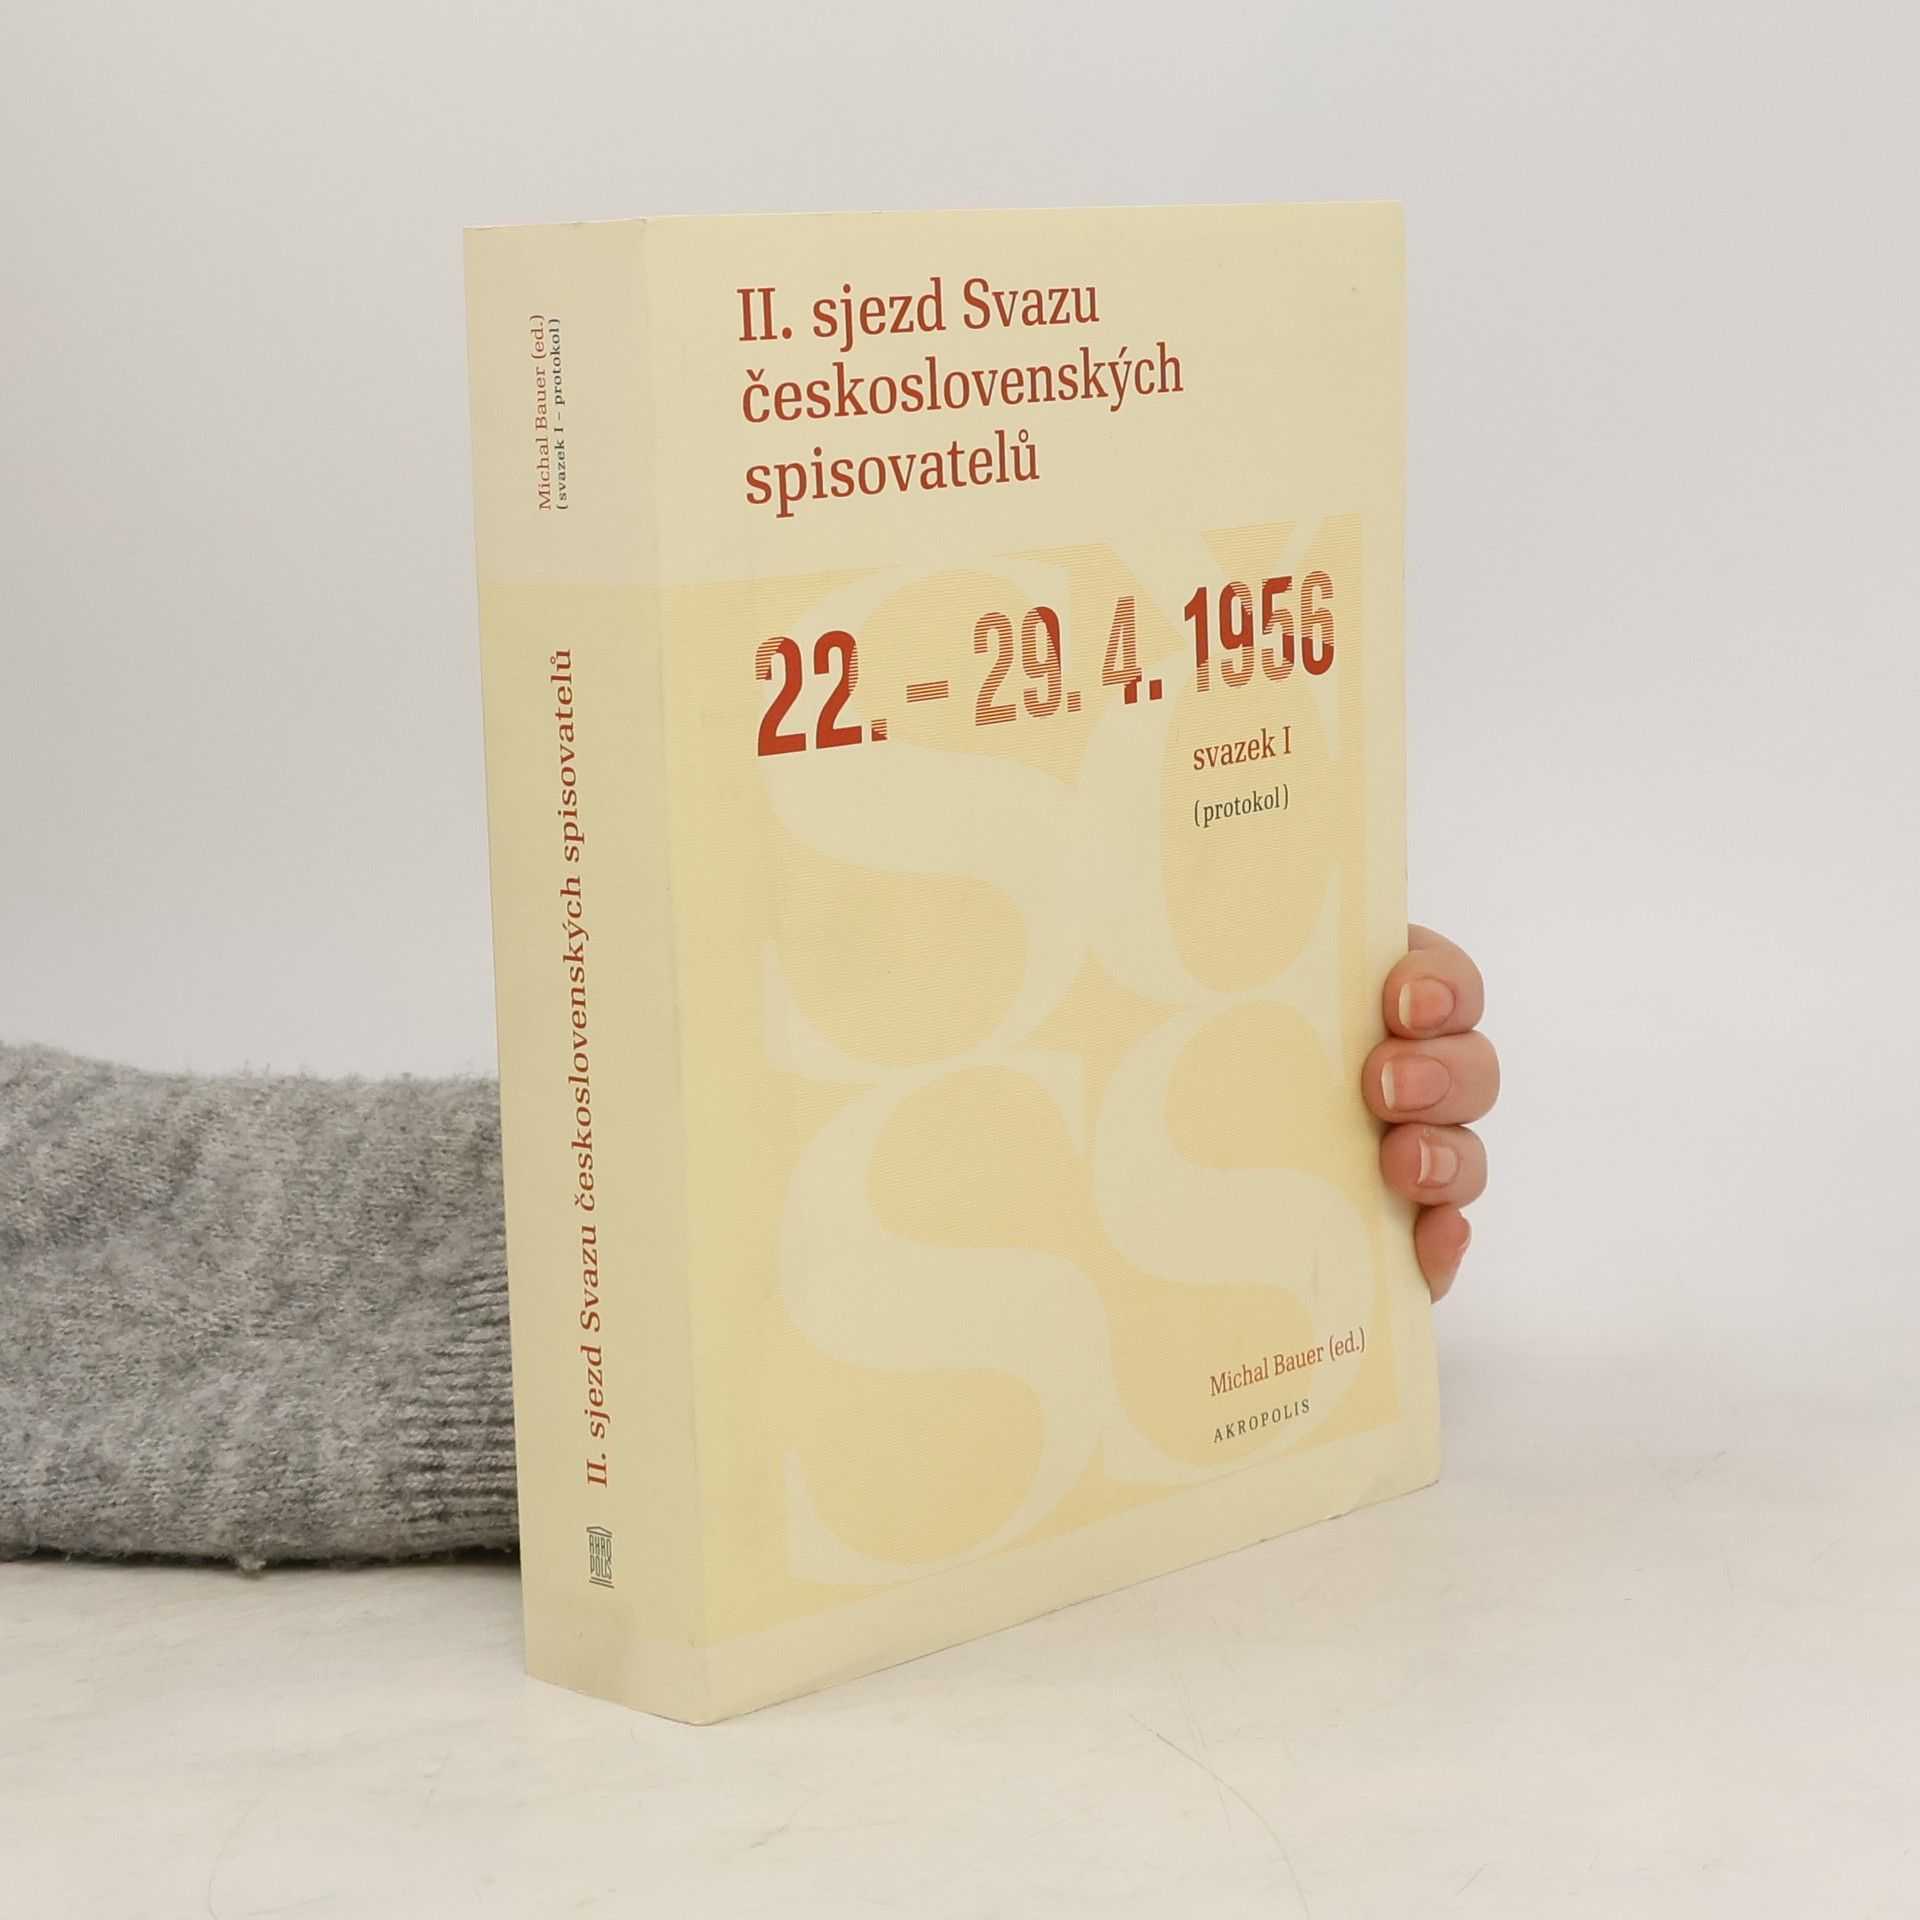 II. sjezd Svazu
československých
spisovatelů
22. – 29. 4. 1956
svazek I
(protokol)
Michal Bauer (ed.)
AKROPOLIS
Michal Bauer (ed.)
(svazek I – protokol)
II. sjezd Svazu československých spisovatelů
AKRO
POLIS